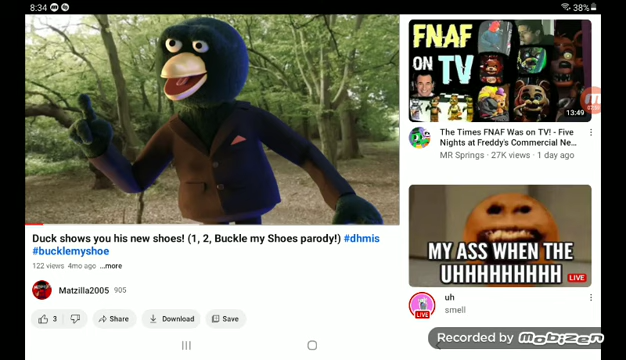 8:34
38%
FNAF
ON TV
13:49
The Times FNAF Was on TV! - Five
Nights at Freddy's Commercial Ne...
MR Springs · 27K views · 1 day ago
Duck shows you his new shoes! (1, 2, Buckle my Shoes parody!) #dhmis
#bucklemyshoe
122 views 4mo ago ...more
Matzilla2005 905
3
Share
Download
Save
MY ASS WHEN THE
UHHHHHHHHH
LIVE
uh
smell
LIVE
Recorded by Mobizen